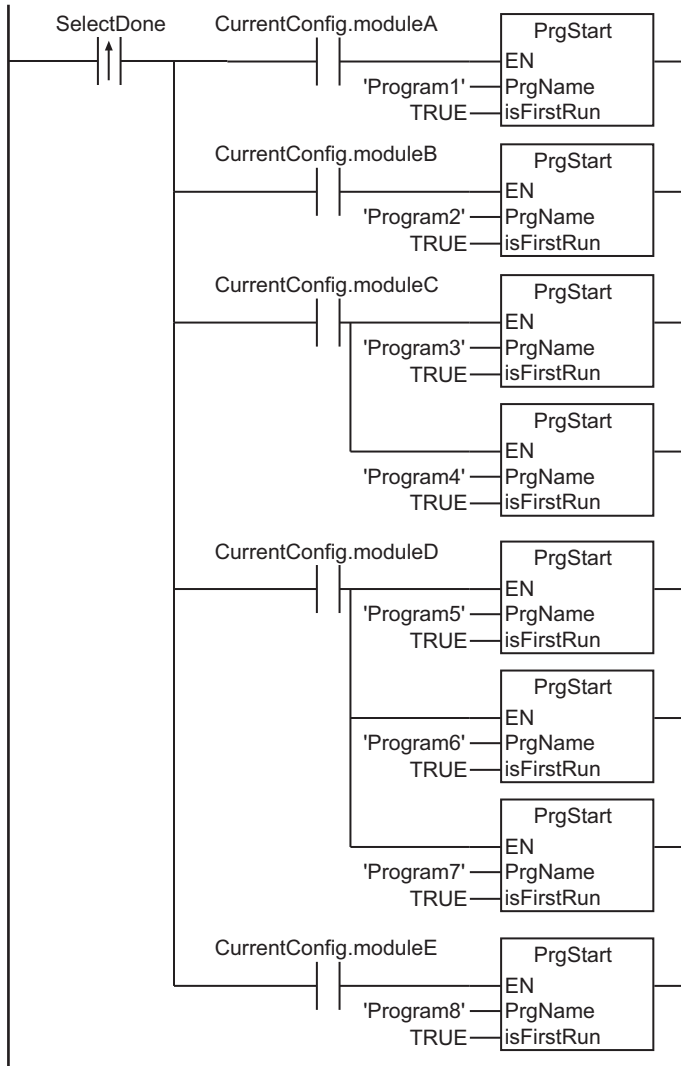 SelectDone
CurrentConfig.moduleA
PrgStart
EN
'Program1'
PrgName
TRUE
isFirstRun
CurrentConfig.moduleB
PrgStart
EN
'Program2'
PrgName
TRUE
isFirstRun
CurrentConfig.moduleC
PrgStart
EN
'Program3'
PrgName
TRUE
isFirstRun
PrgStart
EN
'Program4'
PrgName
TRUE
isFirstRun
CurrentConfig.moduleD
PrgStart
EN
'Program5'
PrgName
TRUE
isFirstRun
PrgStart
EN
'Program6'
PrgName
TRUE
isFirstRun
PrgStart
EN
'Program7'
PrgName
TRUE
isFirstRun
CurrentConfig.moduleE
PrgStart
EN
'Program8'
PrgName
TRUE
isFirstRun